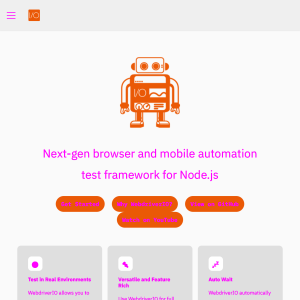 I/O
I/O
Next-gen browser and mobile automation
test framework for Node.js
Get Started
Why WebdriverIO?
View on GitHub
Watch on YouTube
Test in Real Environments
WebdriverIO allows you to
Versatile and Feature
Rich
Use WebdriverIO for full
Auto Wait
WebdriverIO automatically